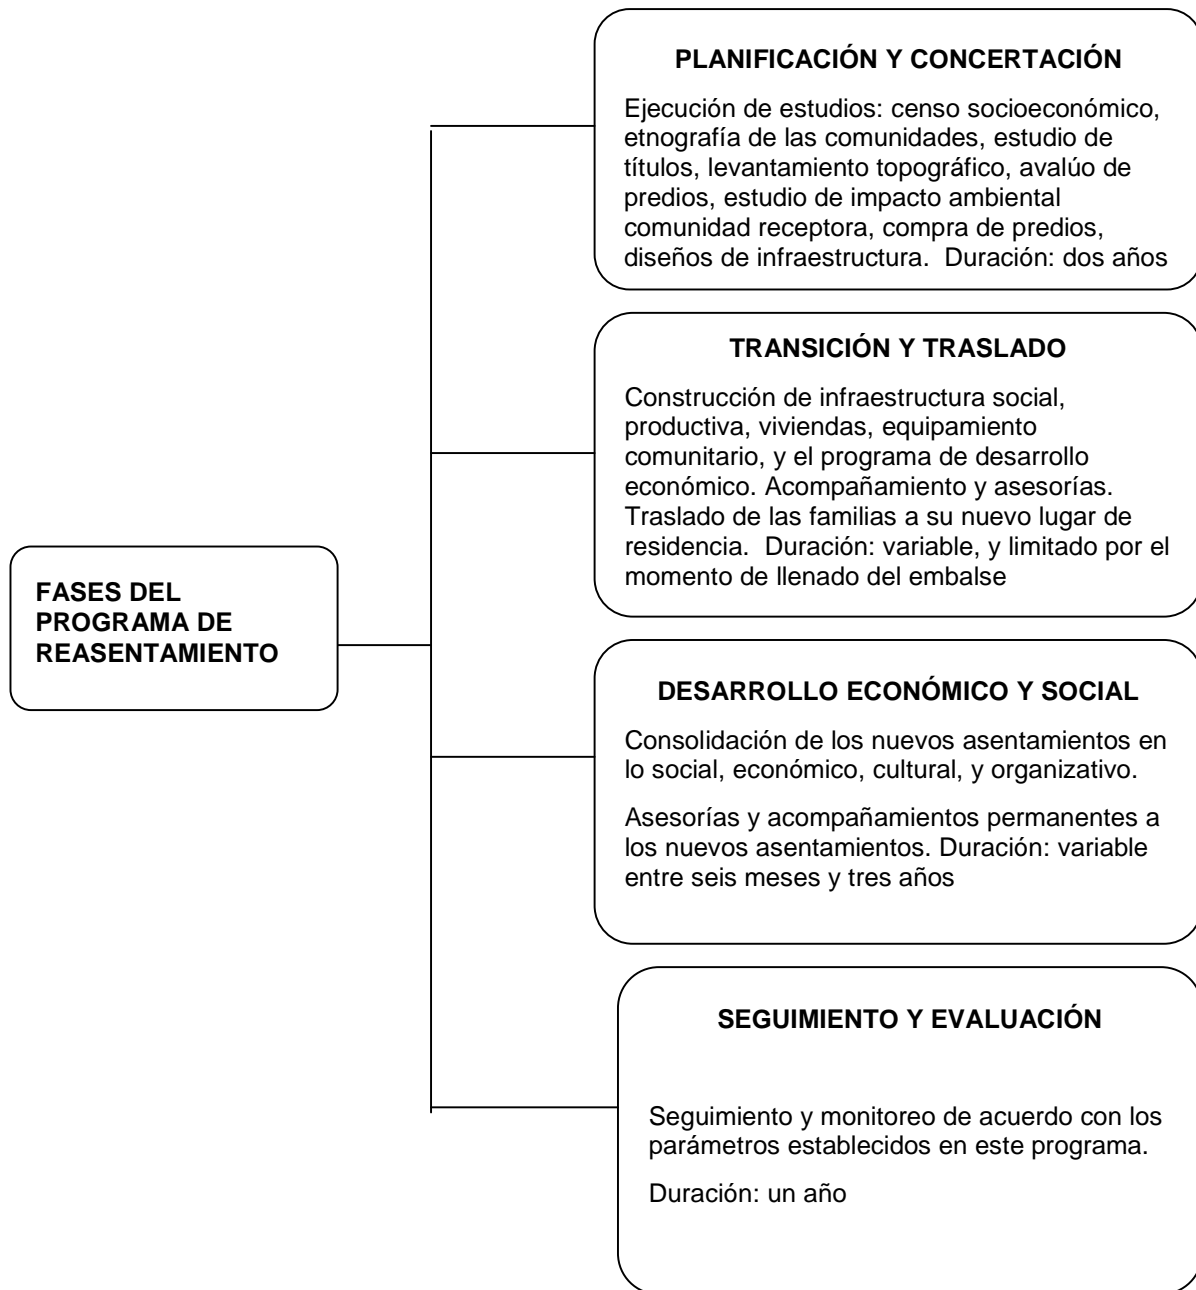 PLANIFICACIÓN Y CONCERTACIÓN
Ejecución de estudios: censo socioeconómico,
etnografía de las comunidades, estudio de
títulos, levantamiento topográfico, avalúo de
predios, estudio de impacto ambiental
comunidad receptora, compra de predios,
diseños de infraestructura.  Duración: dos años
TRANSICIÓN Y TRASLADO
Construcción de infraestructura social,
productiva, viviendas, equipamiento
comunitario, y el programa de desarrollo
económico. Acompañamiento y asesorías.
Traslado de las familias a su nuevo lugar de
residencia.  Duración: variable, y limitado por el
momento de llenado del embalse
FASES DEL
PROGRAMA DE
REASENTAMIENTO
DESARROLLO ECONÓMICO Y SOCIAL
Consolidación de los nuevos asentamientos en
lo social, económico, cultural, y organizativo.
Asesorías y acompañamientos permanentes a
los nuevos asentamientos. Duración: variable
entre seis meses y tres años
SEGUIMIENTO Y EVALUACIÓN
Seguimiento y monitoreo de acuerdo con los
parámetros establecidos en este programa.
Duración: un año